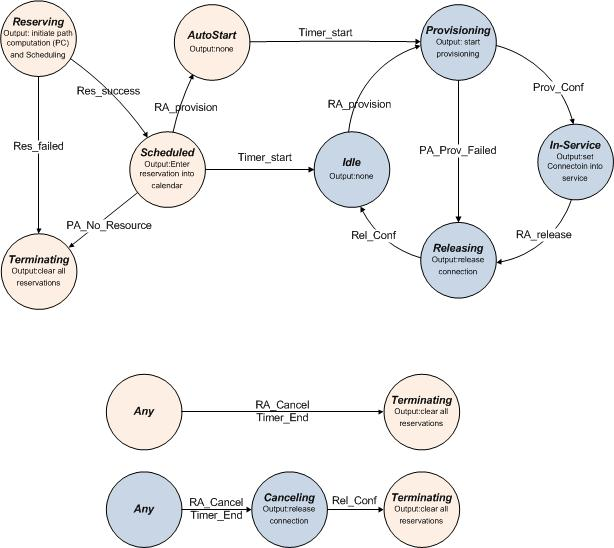 Reserving
Output: initiate path
computation (PC)
and Scheduling
AutoStart
Output:none
Timer_start
Provisioning
Output: start
provisioning
Res_success
RA_provision
RA_provision
Prov_Conf
Res_failed
Scheduled
Output:Enter
reservation into
calendar
Timer_start
Idle
Output:none
PA_Prov_Failed
In-Service
Output:set
Connectoin into
service
PA_No_Resource
Rel_Conf
RA_release
Terminating
Output:clear all
reservations
Releasing
Output:release
connection
Any
RA_Cancel
Timer_End
Terminating
Output:clear all
reservations
Any
RA_Cancel
Timer_End
Canceling
Output:release
connection
Rel_Conf
Terminating
Output:clear all
reservations